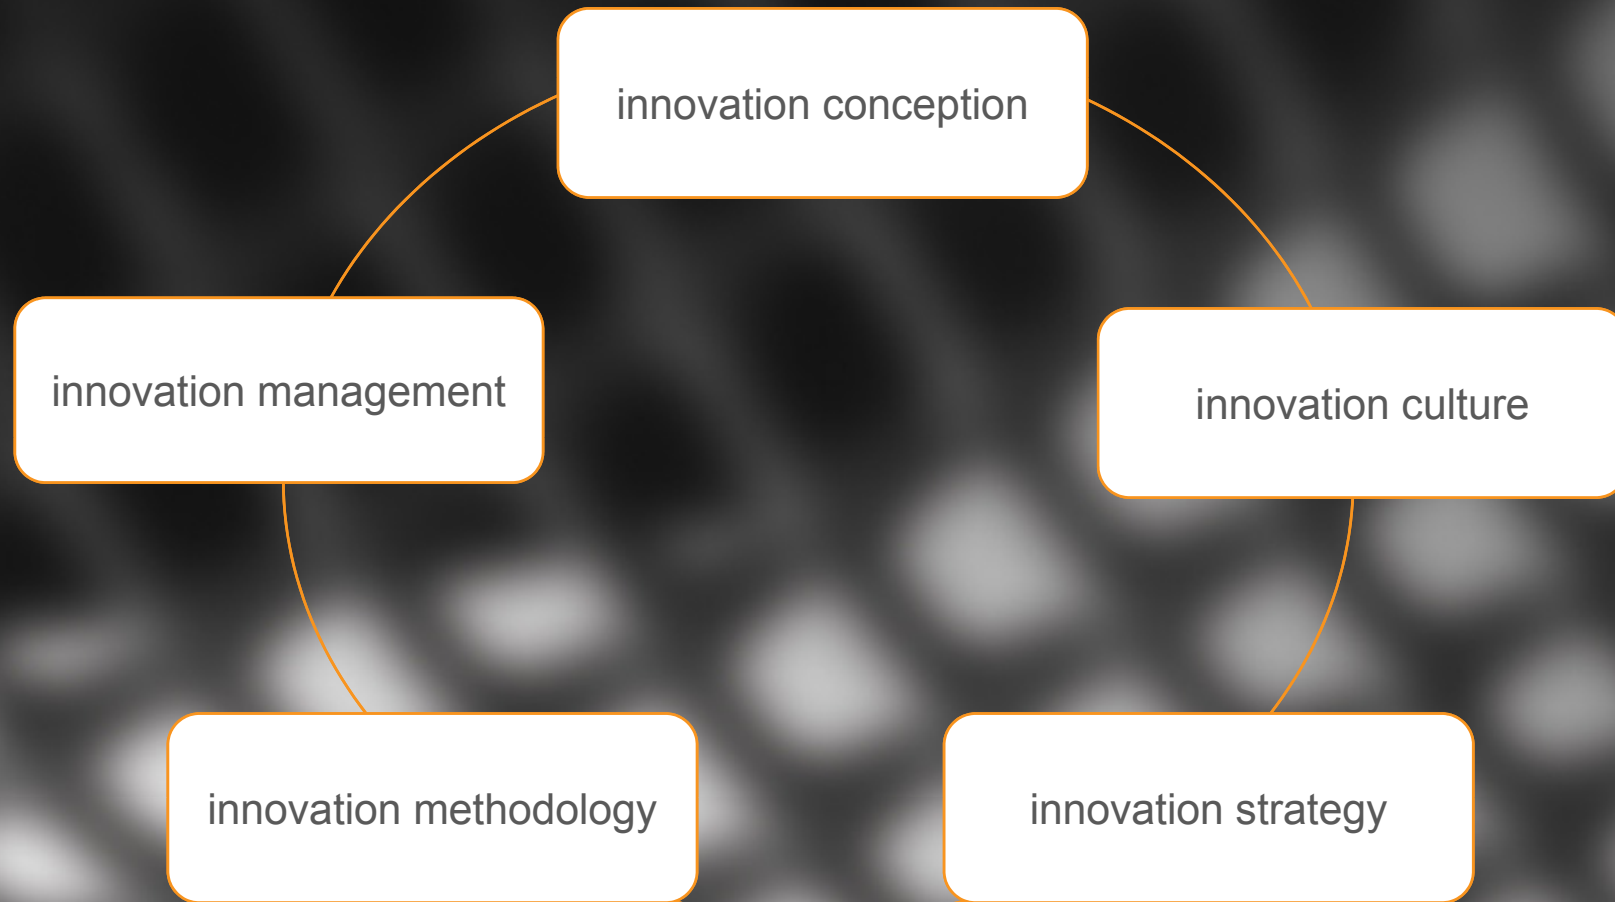 innovation conception
innovation management
innovation culture
innovation methodology
innovation strategy